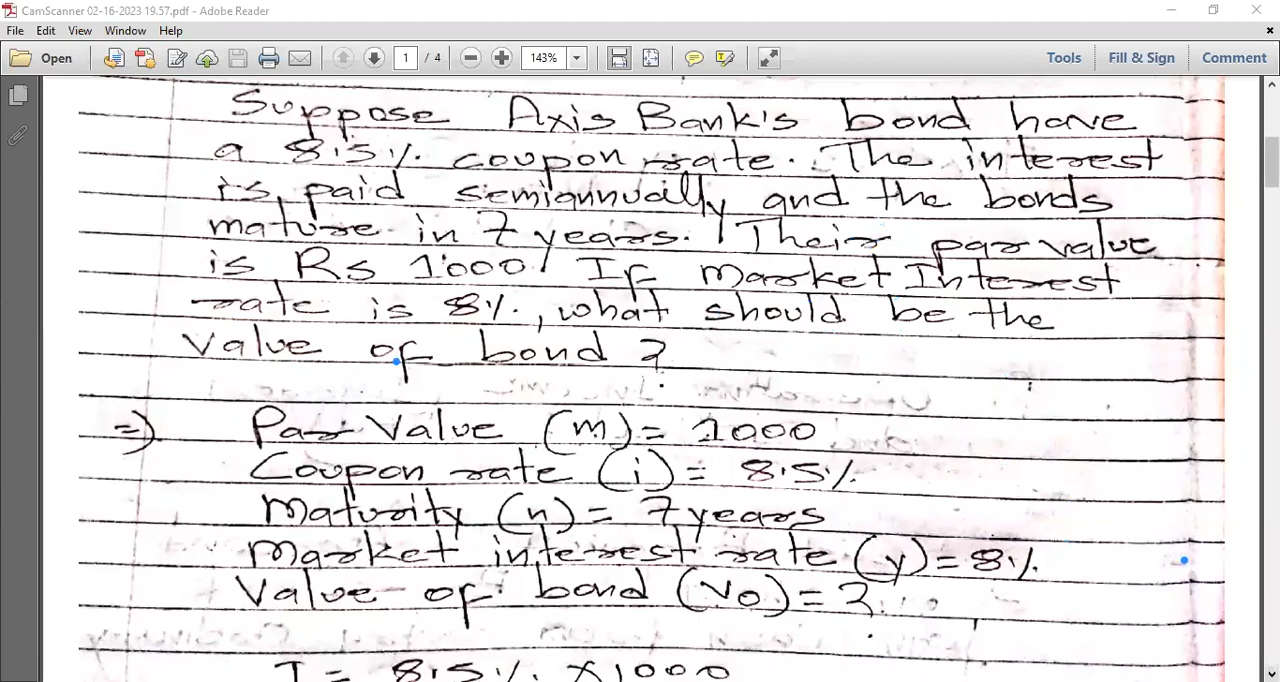 CamScanner 02-16-2023 19.57.pdf - Adobe Reader
File Edit View Window Help
Open 1 / 4 143% Tools Fill & Sign Comment
Suppose Axis Bank's bond have
a 8.5%. coupon rate. The interest
is paid semiannually and the bonds
mature in 7 years. Their par value
is Rs 1000. If market Interest
rate is 8%, what should be the
Value of bond ?
=) Par Value (m) = 1000
Coupon rate (i) = 8.5%
Maturity (n) = 7 years
Market interest rate (y) = 8%
Value of bond (V0) = ?
I = 8.5% × 1000